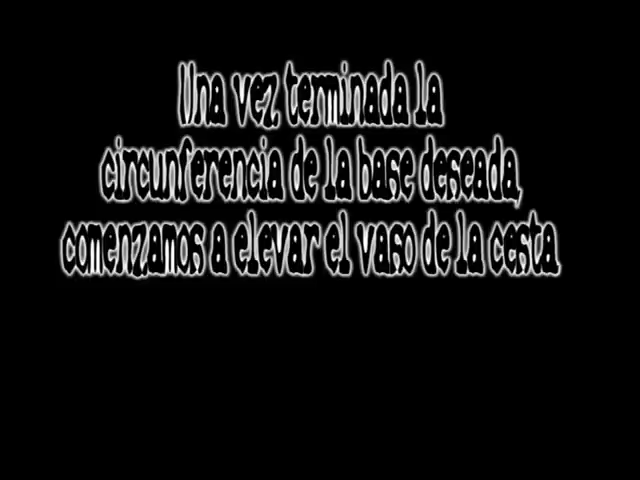 Una vez terminada la
circunferencia de la base deseada,
comenzamos a elevar el vaso de la cesta